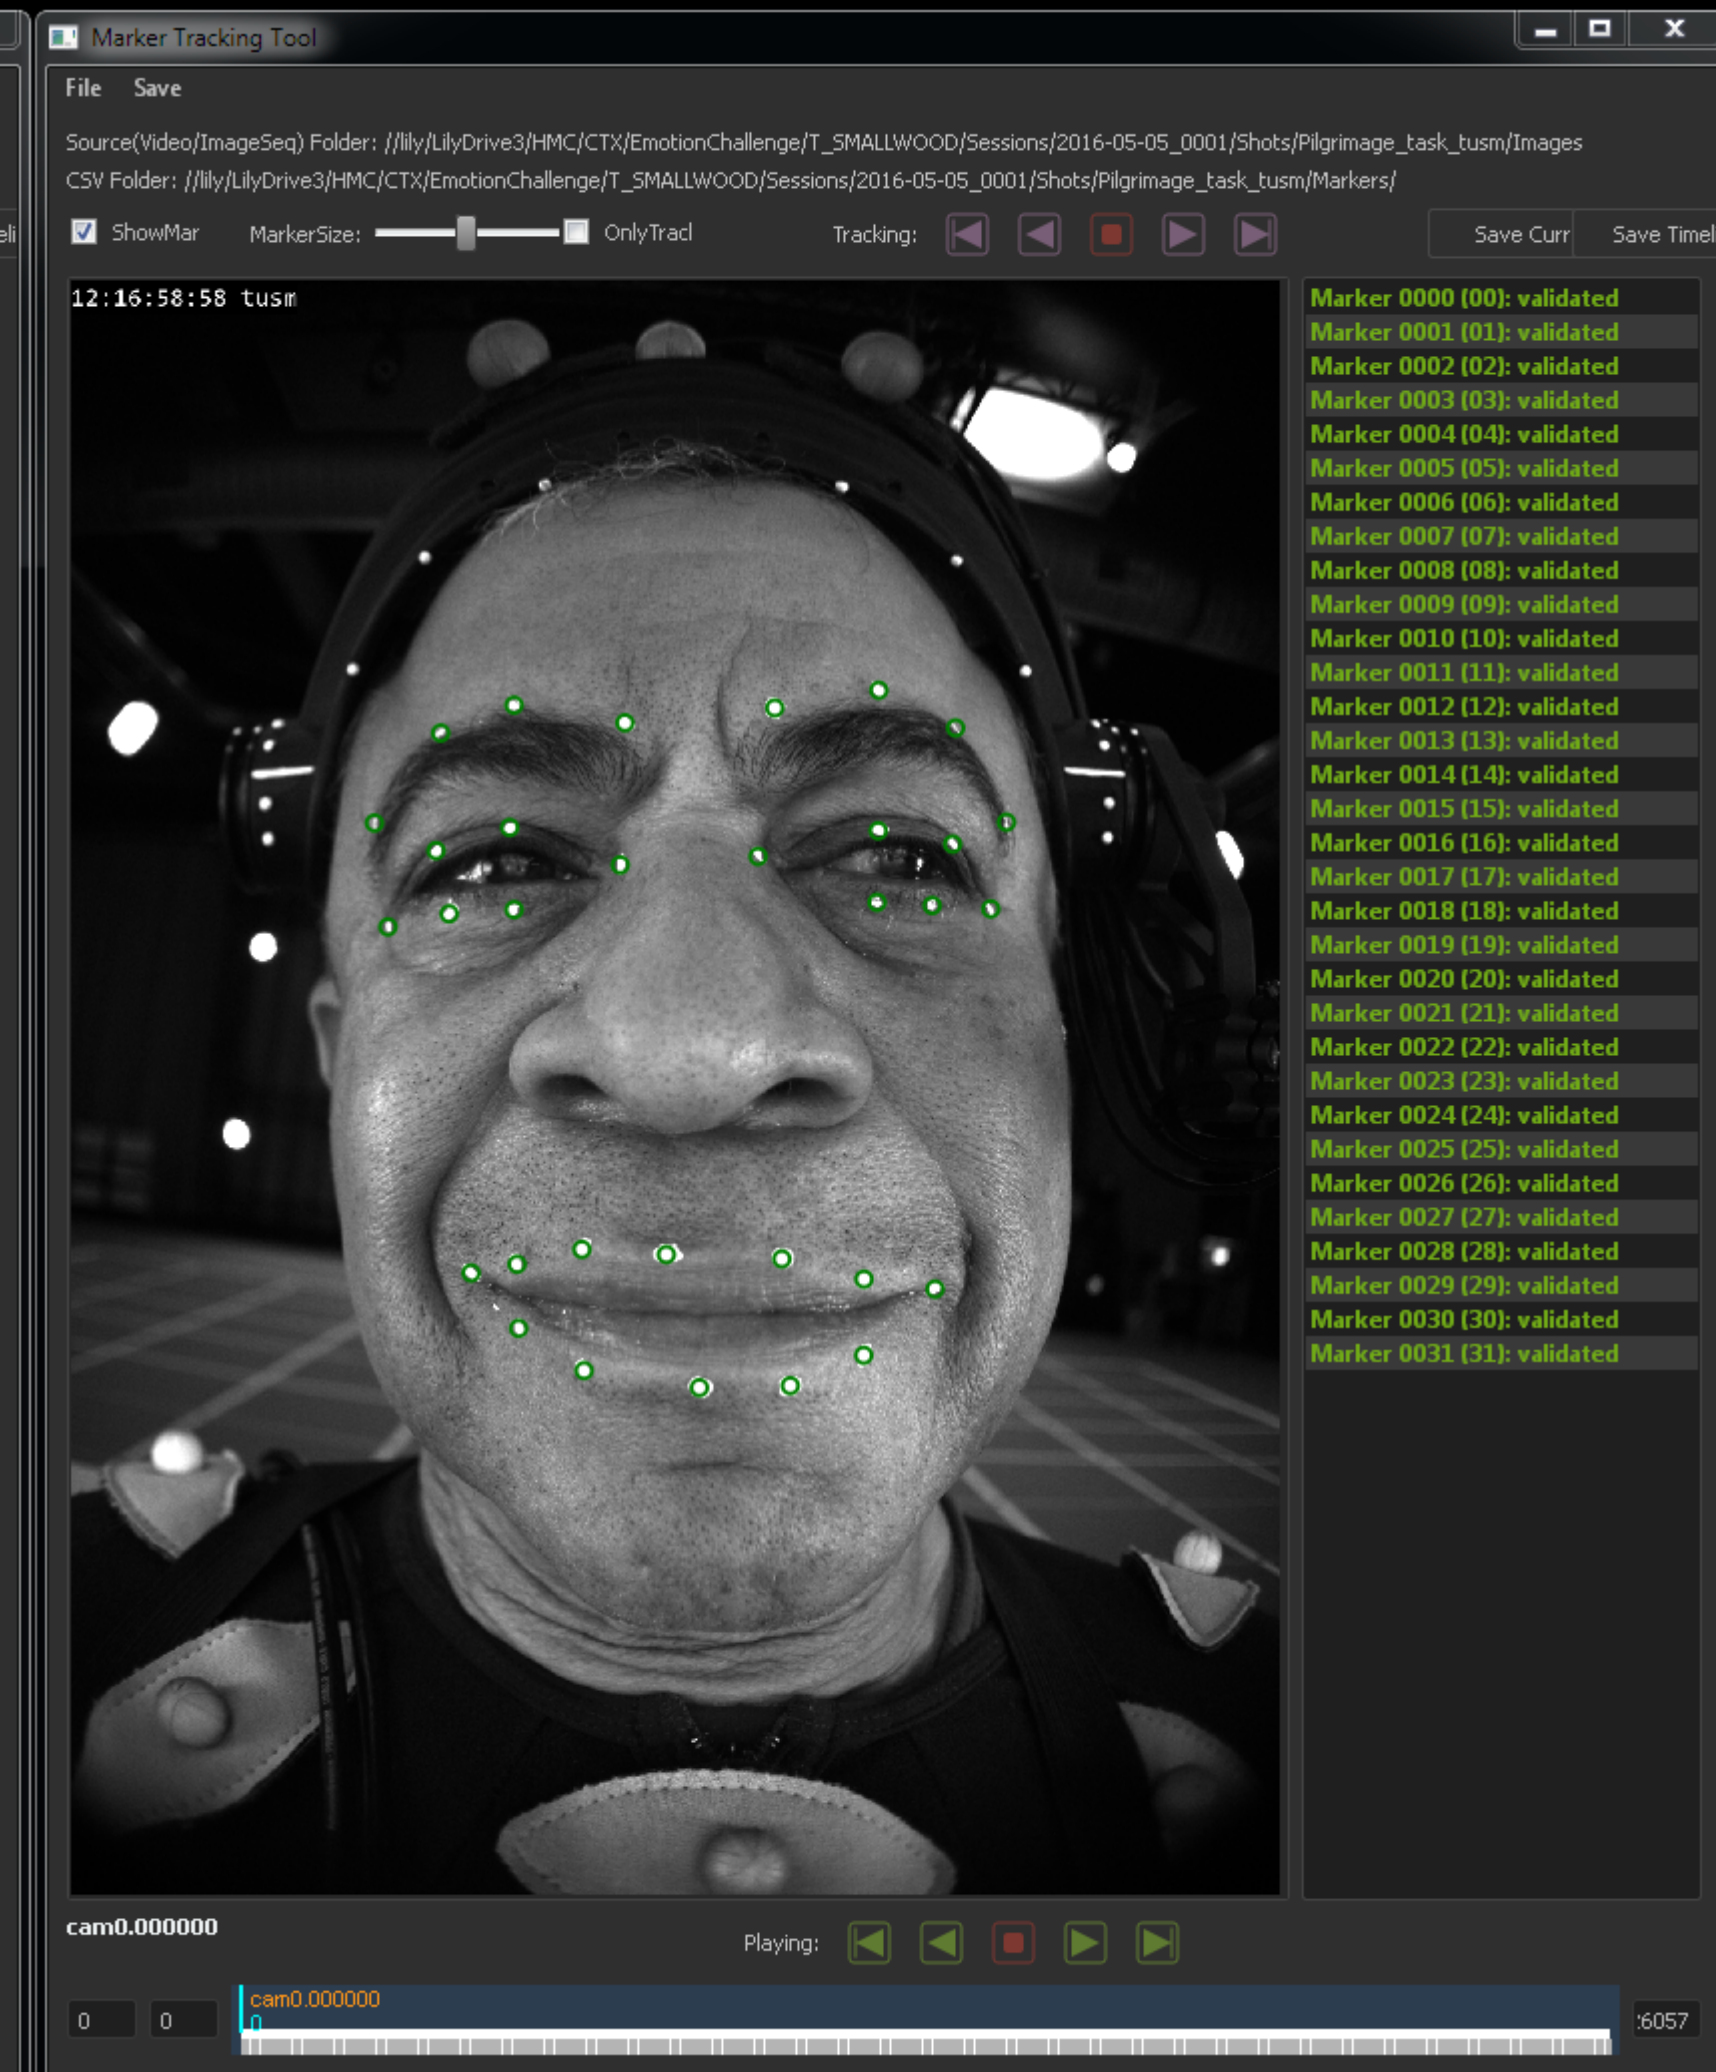 Marker Tracking Tool
File Save
Source(Video/ImageSeq) Folder: //lily/LilyDrive3/HMC/CTX/EmotionChallenge/T_SMALLWOOD/Sessions/2016-05-05_0001/Shots/Pilgrimage_task_tusm/Images
CSV Folder: //lily/LilyDrive3/HMC/CTX/EmotionChallenge/T_SMALLWOOD/Sessions/2016-05-05_0001/Shots/Pilgrimage_task_tusm/Markers/
eli ShowMar MarkerSize: OnlyTracl Tracking: Save Curr Save Timel
12:16:58:58 tusm
Marker 0000 (00): validated
Marker 0001 (01): validated
Marker 0002 (02): validated
Marker 0003 (03): validated
Marker 0004 (04): validated
Marker 0005 (05): validated
Marker 0006 (06): validated
Marker 0007 (07): validated
Marker 0008 (08): validated
Marker 0009 (09): validated
Marker 0010 (10): validated
Marker 0011 (11): validated
Marker 0012 (12): validated
Marker 0013 (13): validated
Marker 0014 (14): validated
Marker 0015 (15): validated
Marker 0016 (16): validated
Marker 0017 (17): validated
Marker 0018 (18): validated
Marker 0019 (19): validated
Marker 0020 (20): validated
Marker 0021 (21): validated
Marker 0022 (22): validated
Marker 0023 (23): validated
Marker 0024 (24): validated
Marker 0025 (25): validated
Marker 0026 (26): validated
Marker 0027 (27): validated
Marker 0028 (28): validated
Marker 0029 (29): validated
Marker 0030 (30): validated
Marker 0031 (31): validated
cam0.000000
Playing:
cam0.000000
0 0 0 :6057